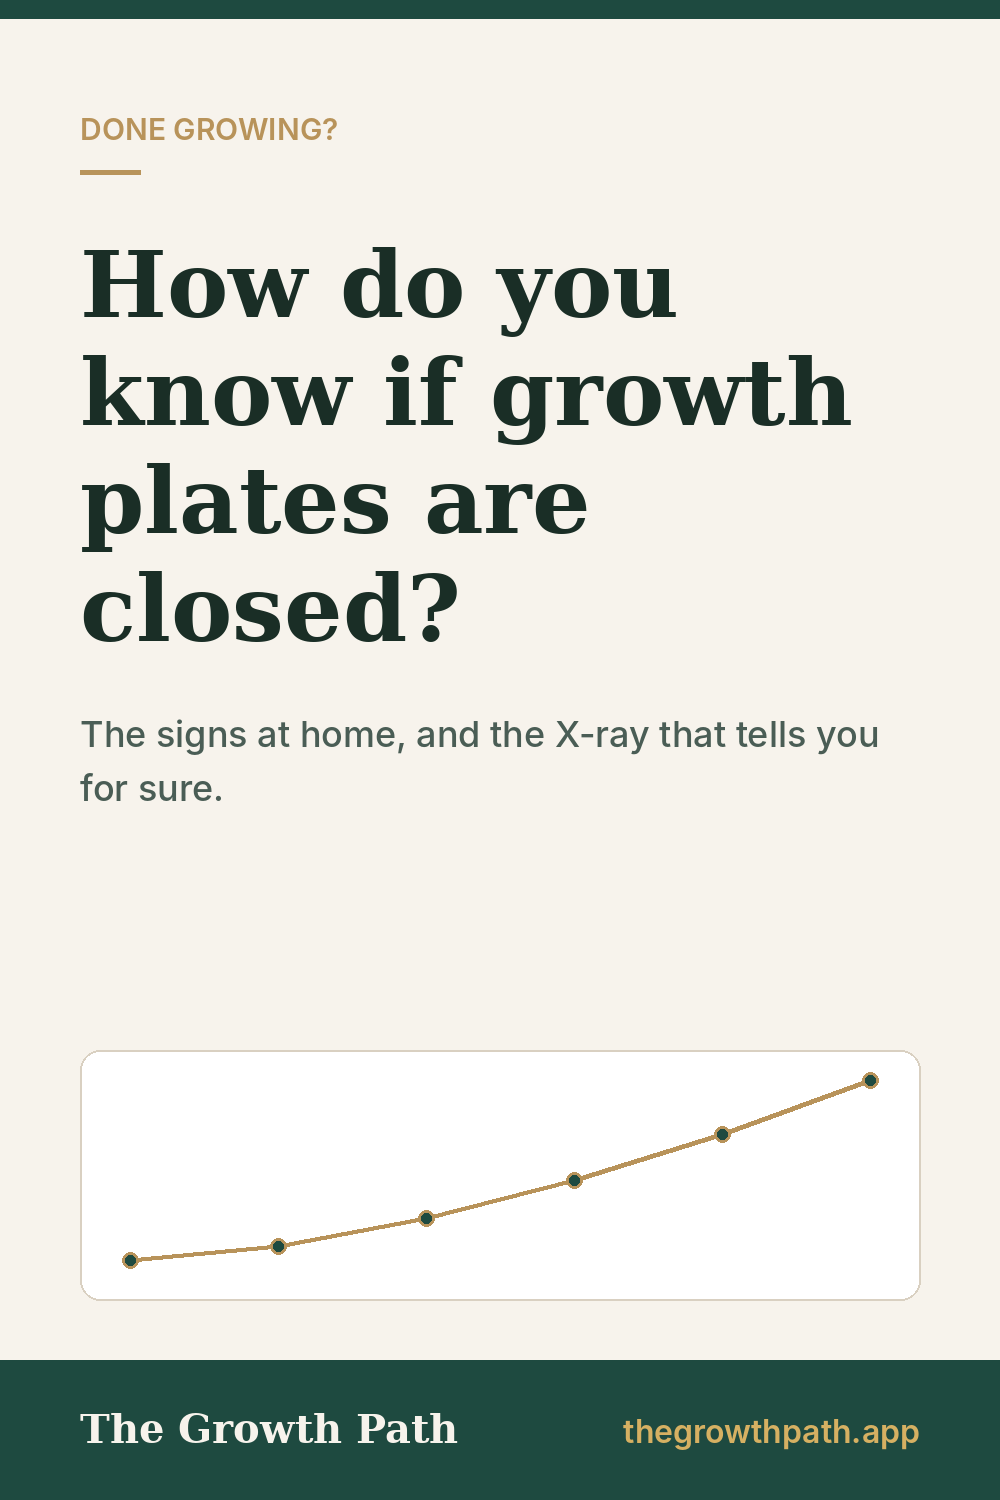 DONE GROWING?
How do you
know if growth
plates are
closed?
The signs at home, and the X-ray that tells you
for sure.
The Growth Path
thegrowthpath.app